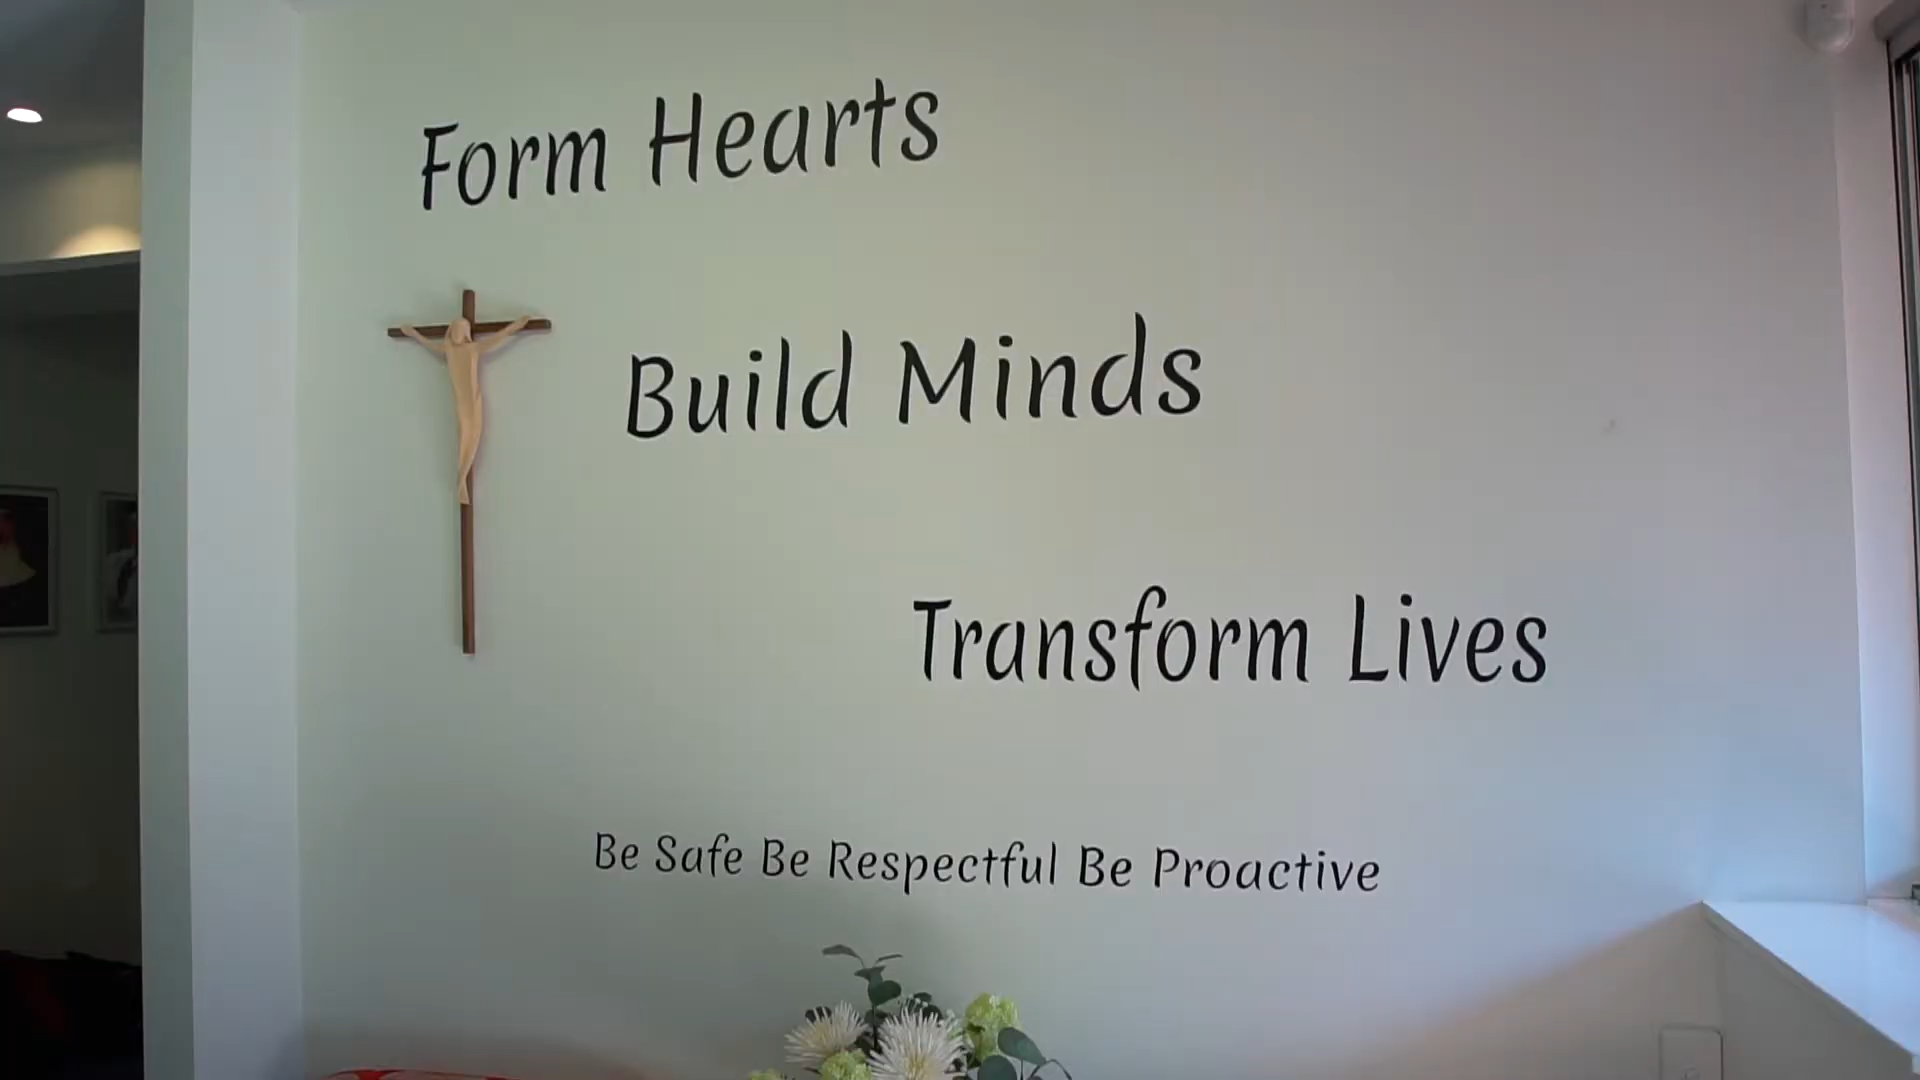 Form Hearts
Build Minds
Transform Lives
Be Safe Be Respectful Be Proactive